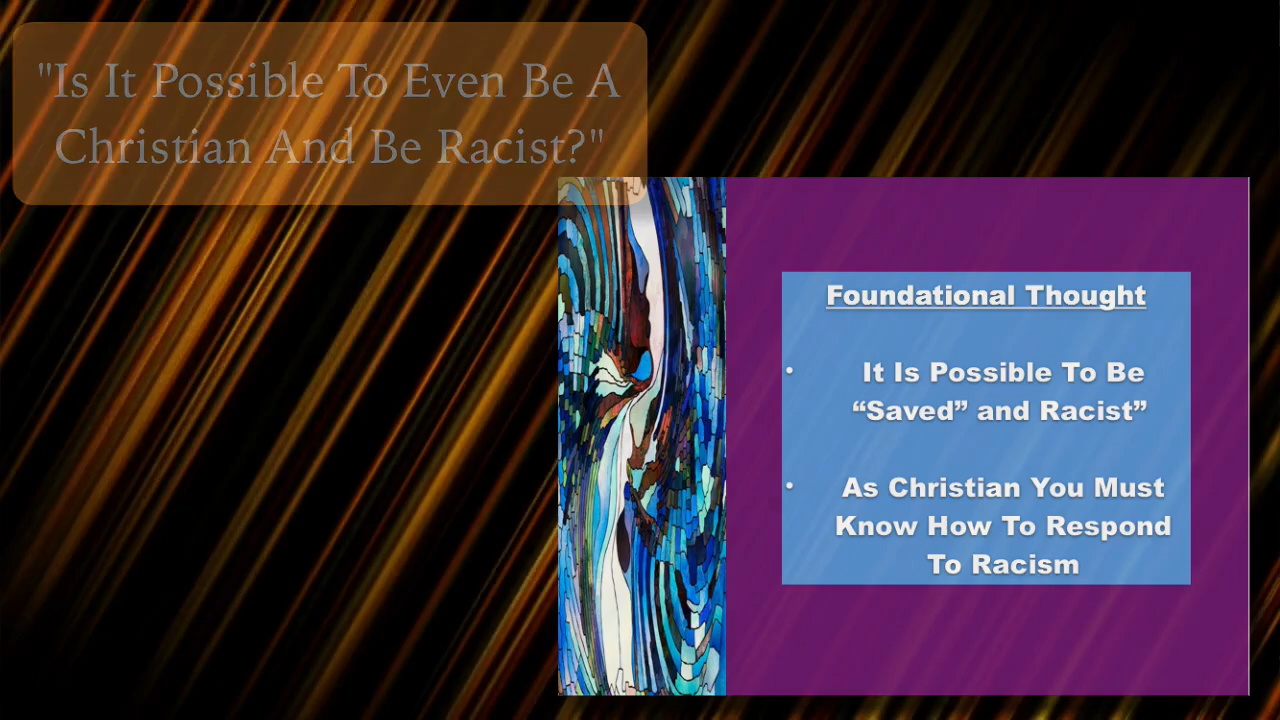 "Is It Possible To Even Be A
Christian And Be Racist?"
Foundational Thought
• It Is Possible To Be
“Saved” and Racist”
• As Christian You Must
Know How To Respond
To Racism